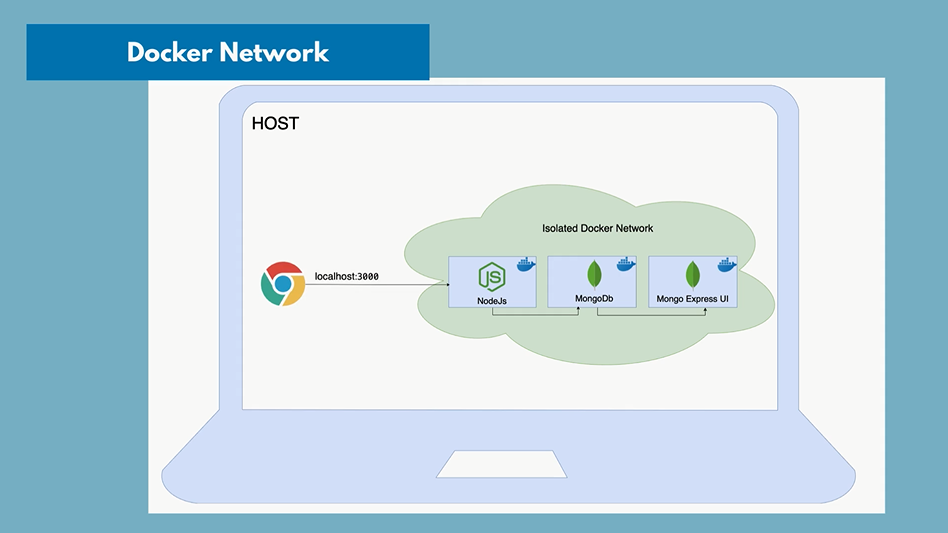 Docker Network
HOST
Isolated Docker Network
localhost:3000
JS
NodeJs
MongoDb
Mongo Express UI